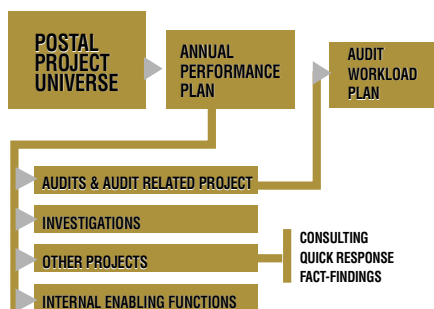 POSTAL
PROJECT
UNIVERSE
ANNUAL
PERFORMANCE
PLAN
AUDIT
WORKLOAD
PLAN
AUDITS & AUDIT RELATED PROJECT
INVESTIGATIONS
OTHER PROJECTS
CONSULTING
QUICK RESPONSE
FACT-FINDINGS
INTERNAL ENABLING FUNCTIONS